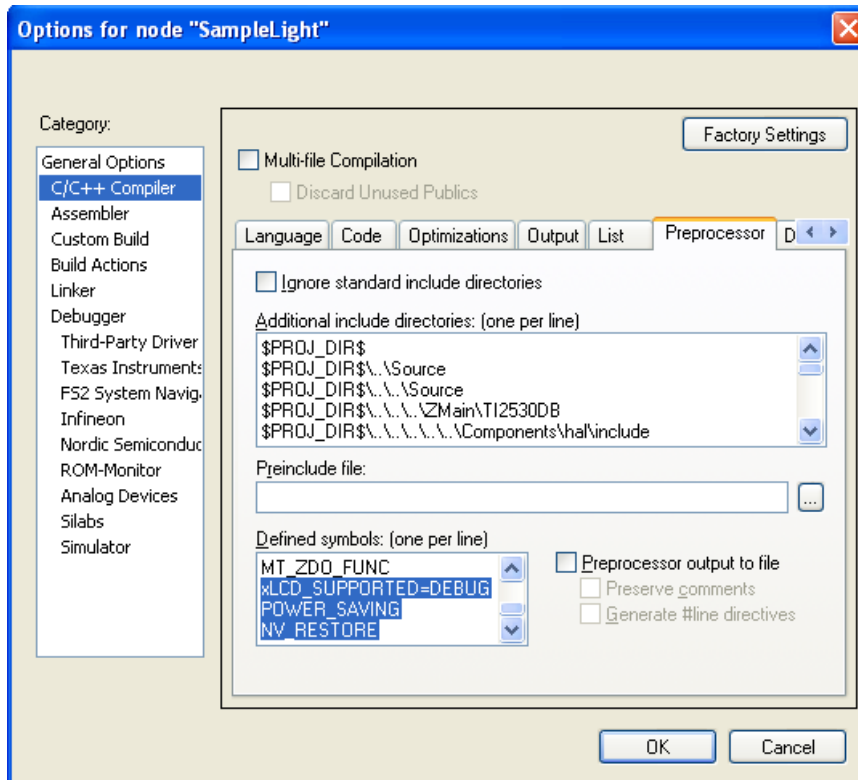 Options for node "SampleLight"
Category:
Factory Settings
General Options
C/C++ Compiler
Assembler
Custom Build
Build Actions
Linker
Debugger
Third-Party Driver
Texas Instruments
FS2 System Navig
Infineon
Nordic Semiconduc
ROM-Monitor
Analog Devices
Silabs
Simulator
Multi-file Compilation
Discard Unused Publics
Language Code Optimizations Output List Preprocessor D
Ignore standard include directories
Additional include directories: (one per line)
$PROJ_DIR$
$PROJ_DIR$\..\Source
$PROJ_DIR$\..\..\Source
$PROJ_DIR$\..\..\..\ZMain\TI2530DB
$PROJ_DIR$\..\..\..\..\..\Components\hal\include
Preinclude file:
...
Defined symbols: (one per line)
MT_ZDO_FUNC
xLCD_SUPPORTED=DEBUG
POWER_SAVING
NV_RESTORE
Preprocessor output to file
Preserve comments
Generate #line directives
OK Cancel